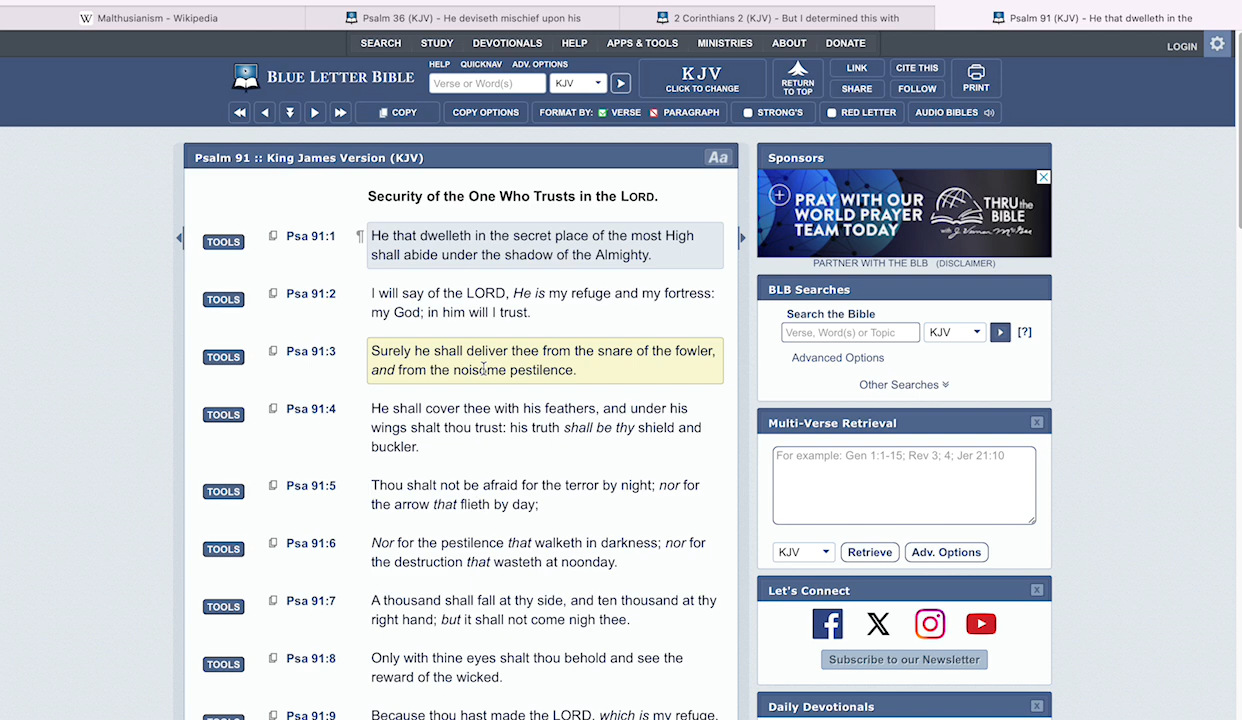 Malthusianism - Wikipedia
Psalm 36 (KJV) - He deviseth mischief upon his
2 Corinthians 2 (KJV) - But I determined this with
Psalm 91 (KJV) - He that dwelleth in the
SEARCH STUDY DEVOTIONALS HELP APPS & TOOLS MINISTRIES ABOUT DONATE
LOGIN
BLUE LETTER BIBLE
HELP QUICKNAV ADV. OPTIONS
Verse or Word(s) KJV
KJV
CLICK TO CHANGE
RETURN
TO TOP
LINK CITE THIS
SHARE FOLLOW
PRINT
COPY COPY OPTIONS FORMAT BY: VERSE PARAGRAPH STRONG'S RED LETTER AUDIO BIBLES
Psalm 91 :: King James Version (KJV) Aa
Security of the One Who Trusts in the LORD.
TOOLS Psa 91:1 ¶ He that dwelleth in the secret place of the most High
shall abide under the shadow of the Almighty.
TOOLS Psa 91:2 I will say of the LORD, He is my refuge and my fortress:
my God; in him will I trust.
TOOLS Psa 91:3 Surely he shall deliver thee from the snare of the fowler,
and from the noisome pestilence.
TOOLS Psa 91:4 He shall cover thee with his feathers, and under his
wings shalt thou trust: his truth shall be thy shield and
buckler.
TOOLS Psa 91:5 Thou shalt not be afraid for the terror by night; nor for
the arrow that flieth by day;
TOOLS Psa 91:6 Nor for the pestilence that walketh in darkness; nor for
the destruction that wasteth at noonday.
TOOLS Psa 91:7 A thousand shall fall at thy side, and ten thousand at thy
right hand; but it shall not come nigh thee.
TOOLS Psa 91:8 Only with thine eyes shalt thou behold and see the
reward of the wicked.
TOOLS Psa 91:9 Because thou hast made the LORD, which is my refuge,
Sponsors
PRAY WITH OUR
WORLD PRAYER
TEAM TODAY
THRU the
BIBLE
with J. Vernon McGee
PARTNER WITH THE BLB (DISCLAIMER)
BLB Searches
Search the Bible
Verse, Word(s) or Topic KJV [?]
Advanced Options
Other Searches
Multi-Verse Retrieval
For example: Gen 1:1-15; Rev 3; 4; Jer 21:10
KJV Retrieve Adv. Options
Let's Connect
Subscribe to our Newsletter
Daily Devotionals